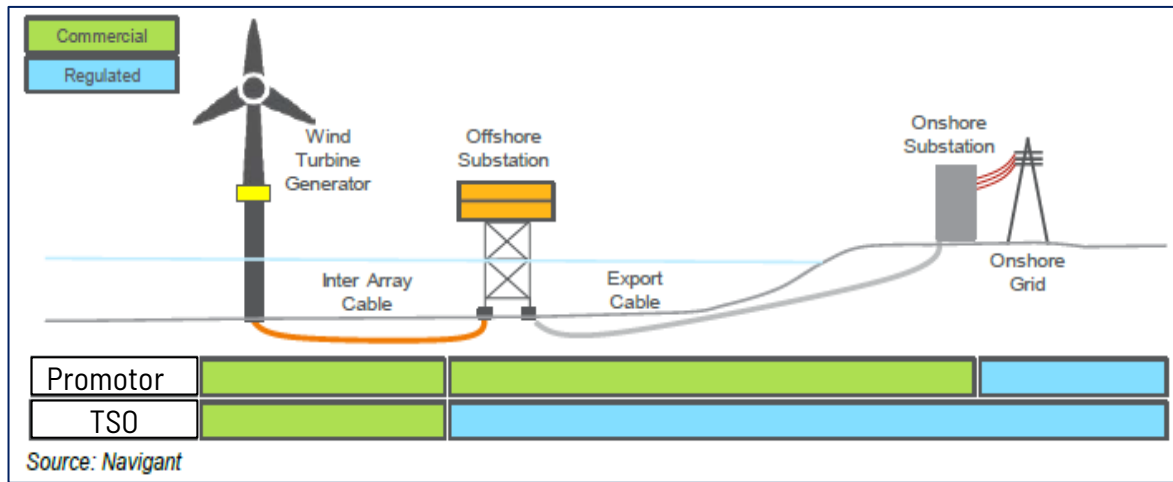 Commercial
Regulated
Wind
Turbine
Generator
Offshore
Substation
Onshore
Substation
Inter Array
Cable
Export
Cable
Onshore
Grid
Promotor
TSO
Source: Navigant